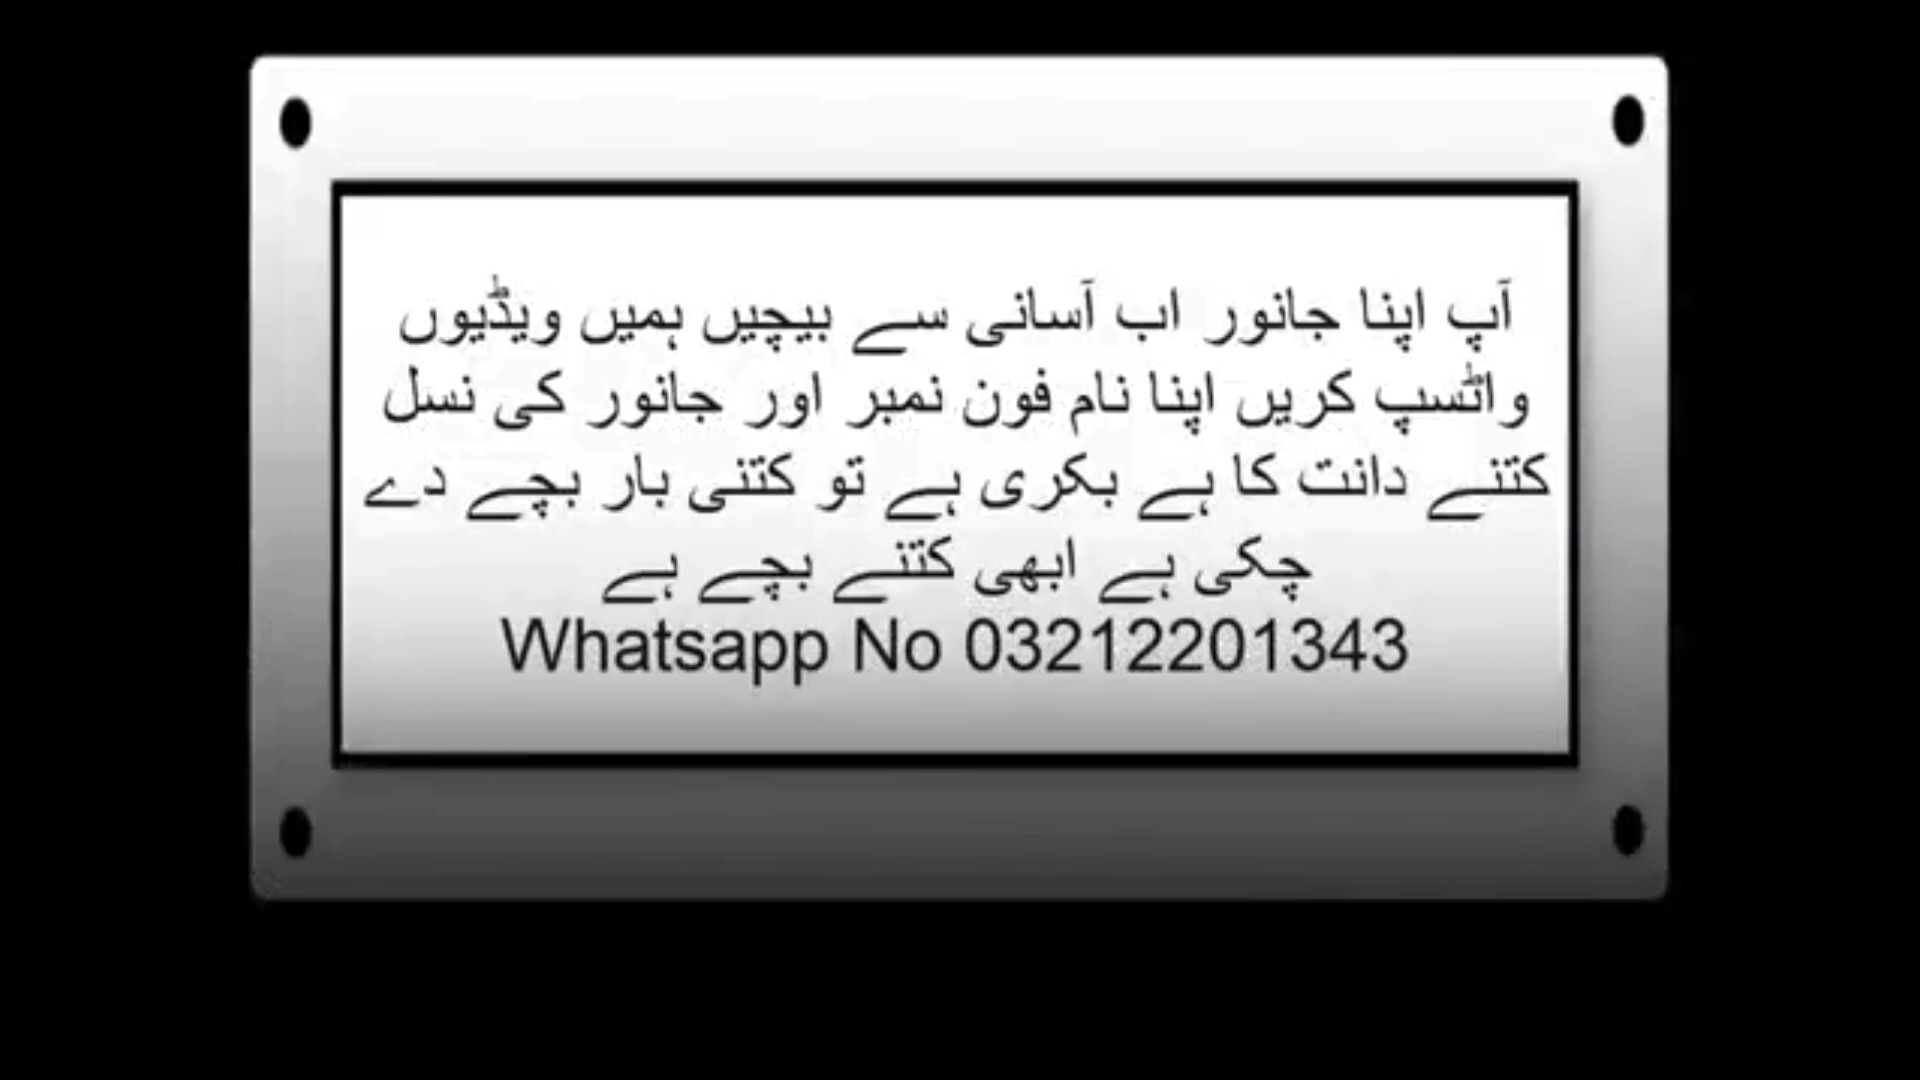 آپ اپنا جانور اب آسانی سے بیچیں ہمیں ویڈیوں
واٹسپ کریں اپنا نام فون نمبر اور جانور کی نسل
کتنے دانت کا ہے بکری ہے تو کتنی بار بچے دے
چکی ہے ابھی کتنے بچے ہے
Whatsapp No 03212201343